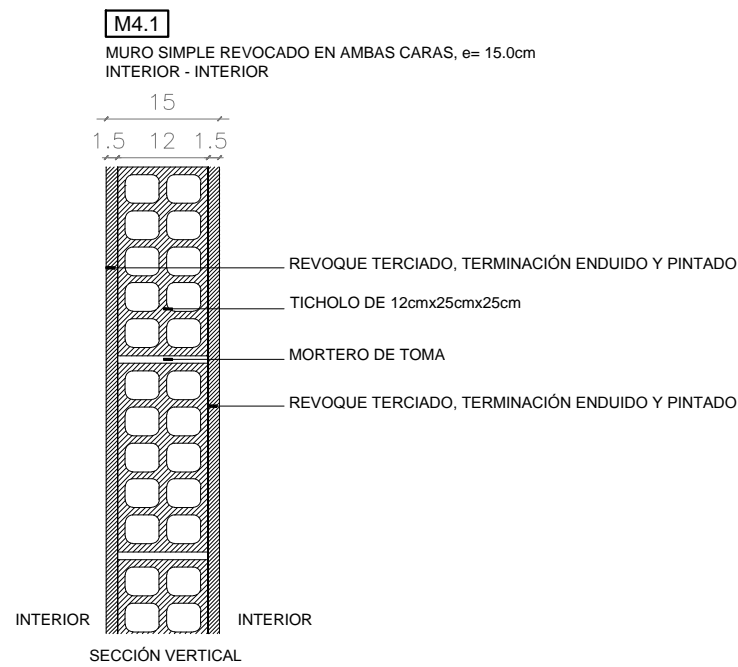 M4.1
MURO SIMPLE REVOCADO EN AMBAS CARAS, e= 15.0cm
INTERIOR - INTERIOR
15
1.5 12 1.5
REVOQUE TERCIADO, TERMINACIÓN ENDUIDO Y PINTADO
TICHOLO DE 12cmx25cmx25cm
MORTERO DE TOMA
REVOQUE TERCIADO, TERMINACIÓN ENDUIDO Y PINTADO
INTERIOR INTERIOR
SECCIÓN VERTICAL